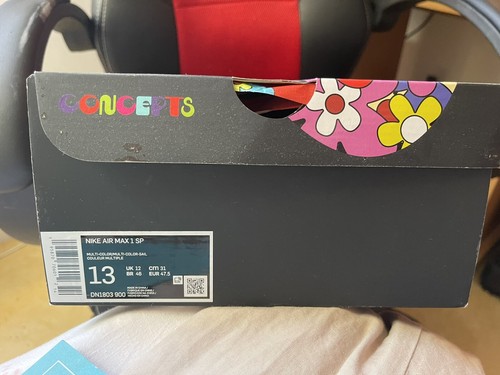 CONCEPTS
NIKE AIR MAX 1 SP
MULTI-COLOR/MULTI-COLOR-SAIL
COULEUR MULTIPLE
13
UK 12
CM 31
BR 46
EUR 47.5
DN1803 900